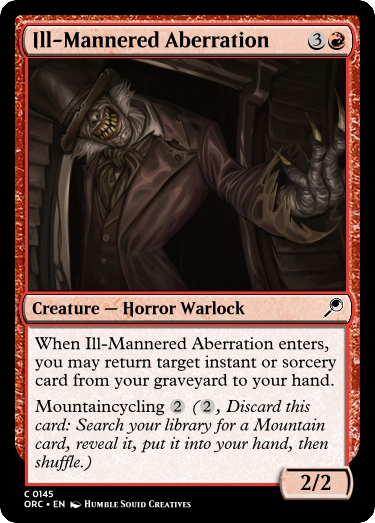 Ill-Mannered Aberration 3
Creature — Horror Warlock
When Ill-Mannered Aberration enters,
you may return target instant or sorcery
card from your graveyard to your hand.
Mountaincycling 2 (2, Discard this
card: Search your library for a Mountain
card, reveal it, put it into your hand, then
shuffle.)
2/2
C 0145
ORC • EN Humble Squid Creatives